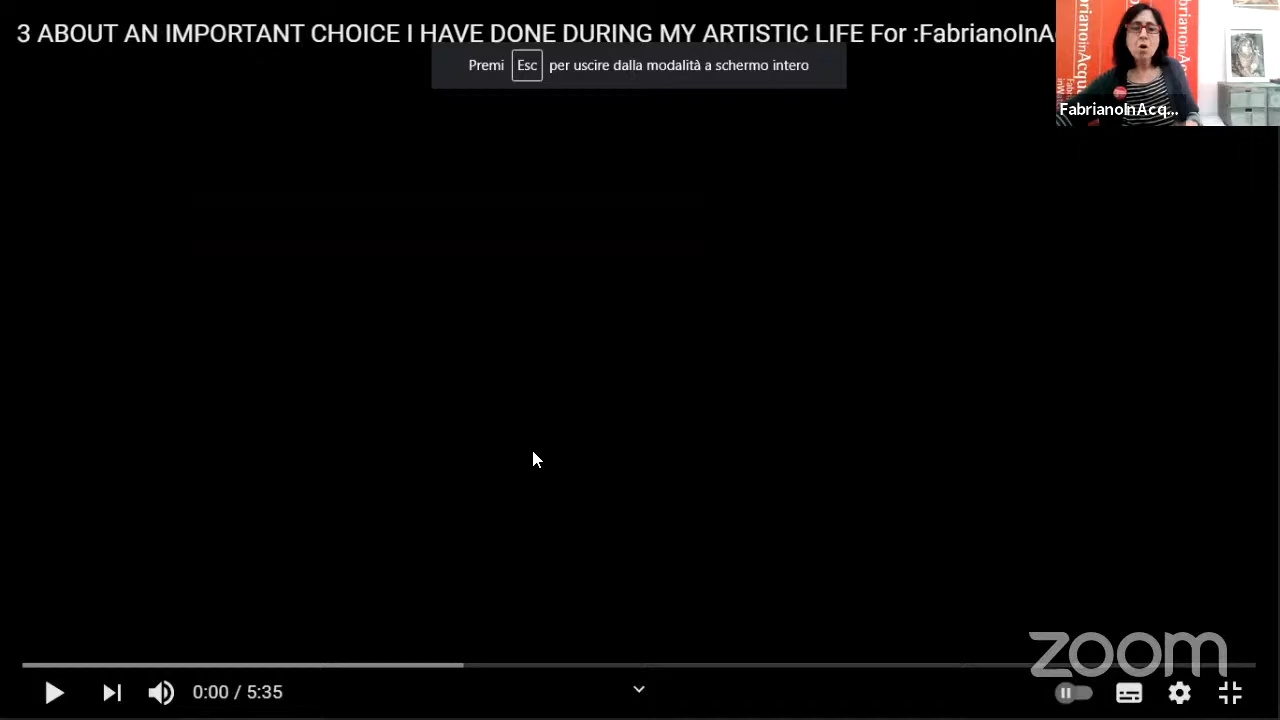 3 ABOUT AN IMPORTANT CHOICE I HAVE DONE DURING MY ARTISTIC LIFE For :FabrianoInAc
Premi Esc per uscire dalla modalità a schermo intero
FabrianoInAcq...
zoom
0:00 / 5:35